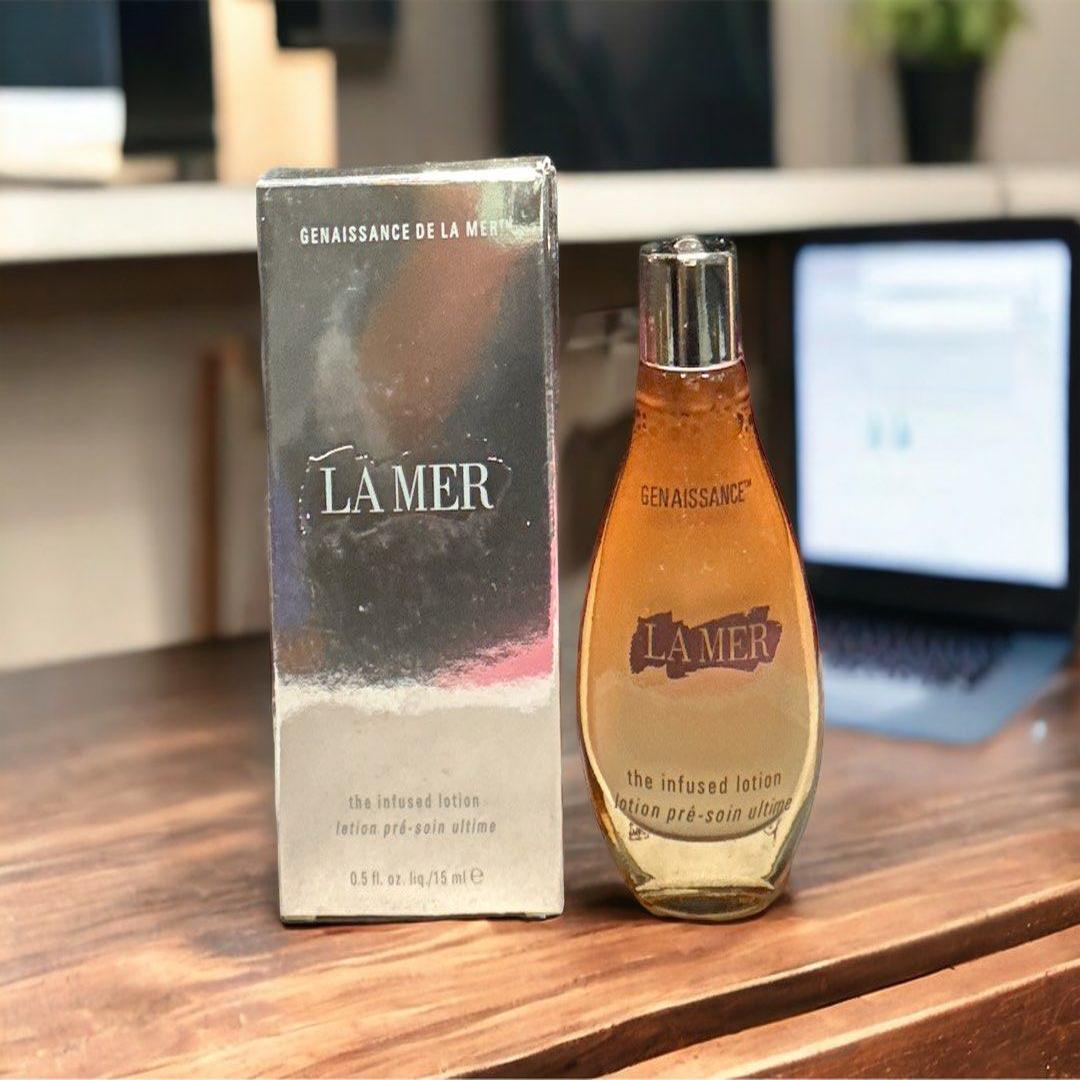 GENAISSANCE DE LA MER™
LA MER
the infused lotion
lotion pré-soin ultime
0.5 fl. oz. liq./15 ml ℮
GENAISSANCE™
LA MER
the infused lotion
lotion pré-soin ultime